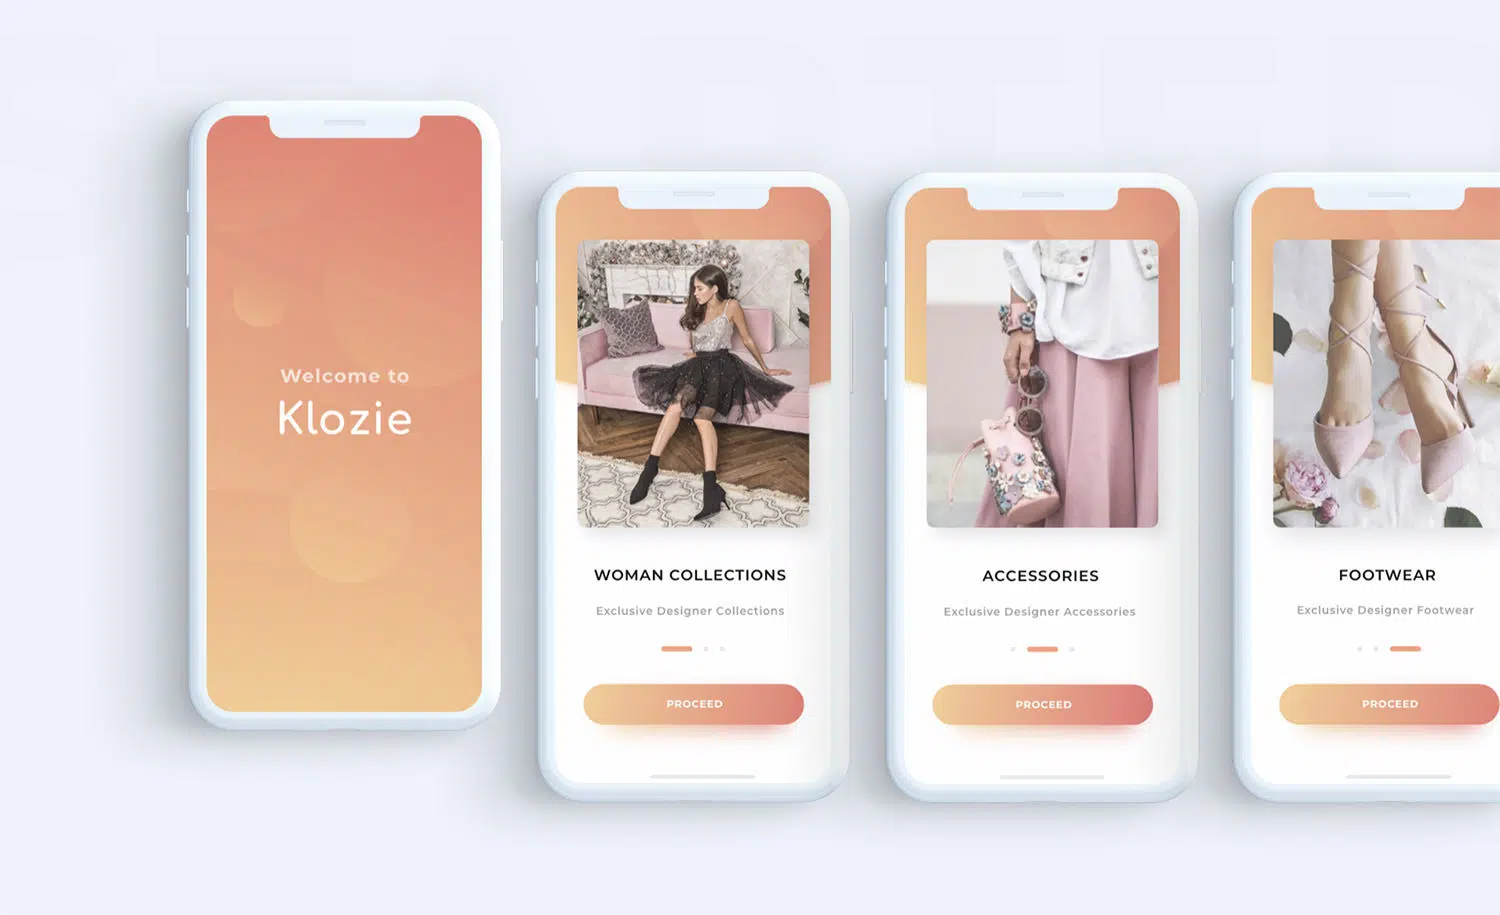 Welcome to
Klozie
WOMAN COLLECTIONS
Exclusive Designer Collections
PROCEED
ACCESSORIES
Exclusive Designer Accessories
PROCEED
FOOTWEAR
Exclusive Designer Footwear
PROCEED